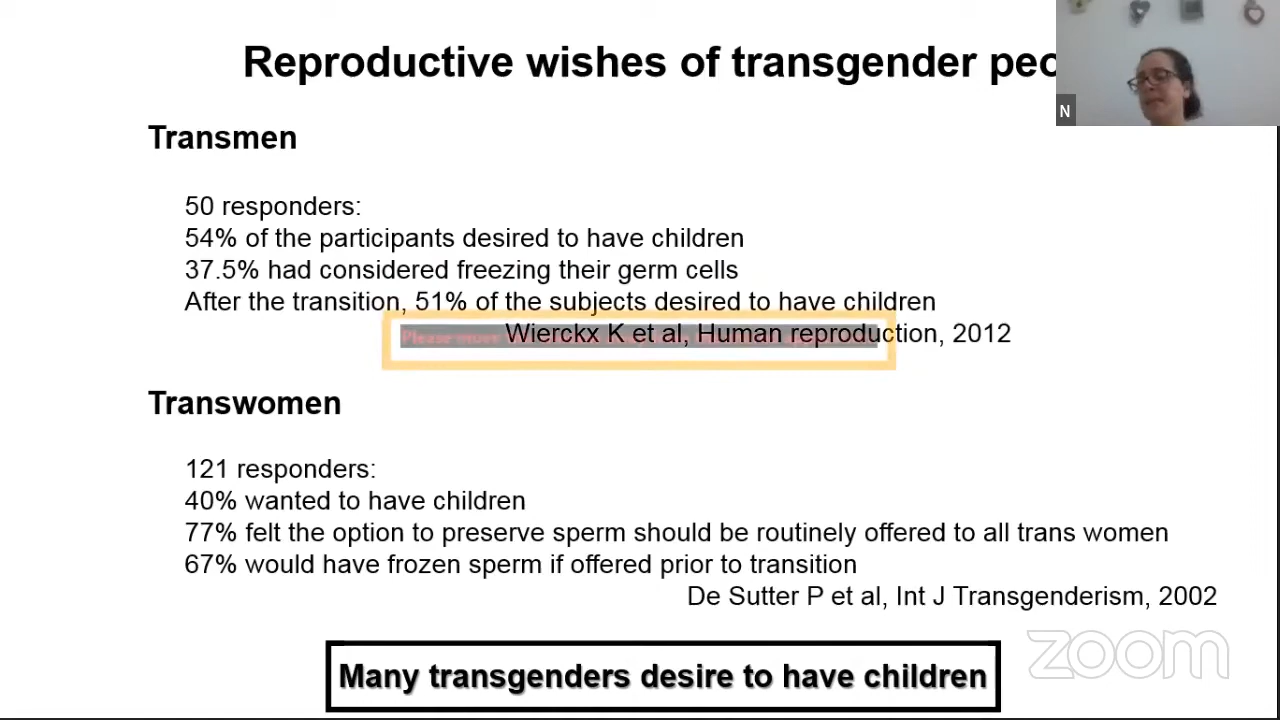 Reproductive wishes of transgender
Transmen
50 responders:
54% of the participants desired to have children
37.5% had considered freezing their germ cells
After the transition, 51% of the subjects desired to have children
Please move
Wierckx K et al, Human reproduction, 2012
Transwomen
121 responders:
40% wanted to have children
77% felt the option to preserve sperm should be routinely offered to all trans women
67% would have frozen sperm if offered prior to transition
De Sutter P et al, Int J Transgenderism, 2002
Many transgenders desire to have children
zoom
N